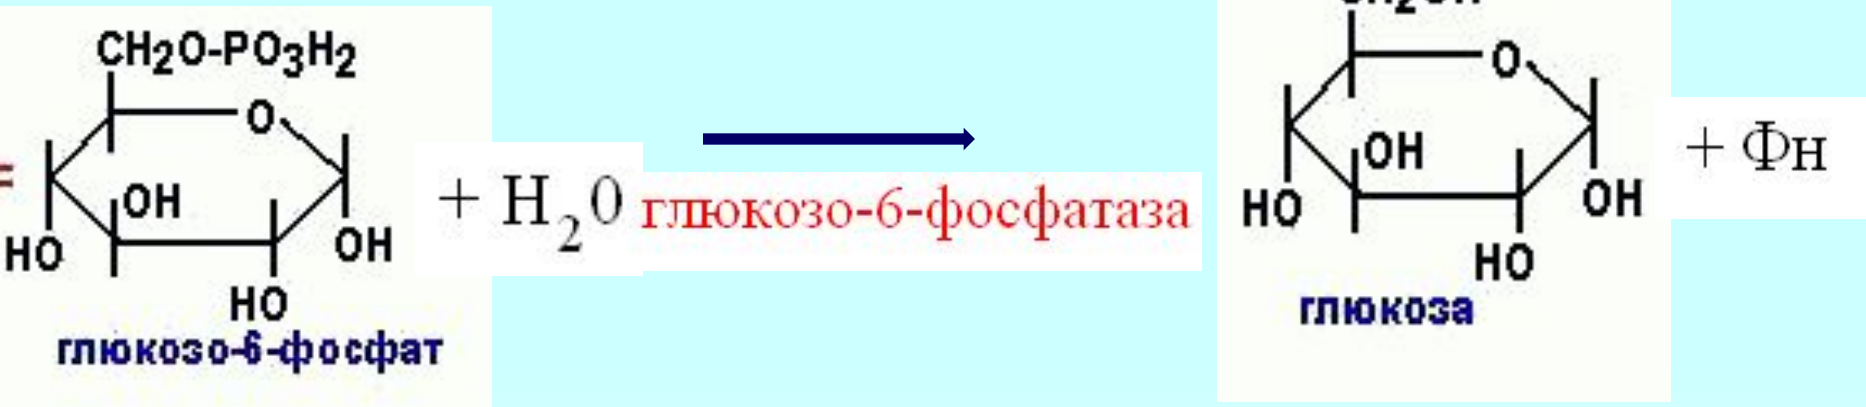 CH2O-PO3H2
O
OH
HO
OH
HO
глюкозо-6-фосфат
+ H20
глюкозо-6-фосфатаза
O
OH
HO
OH
HO
глюкоза
+ Фн